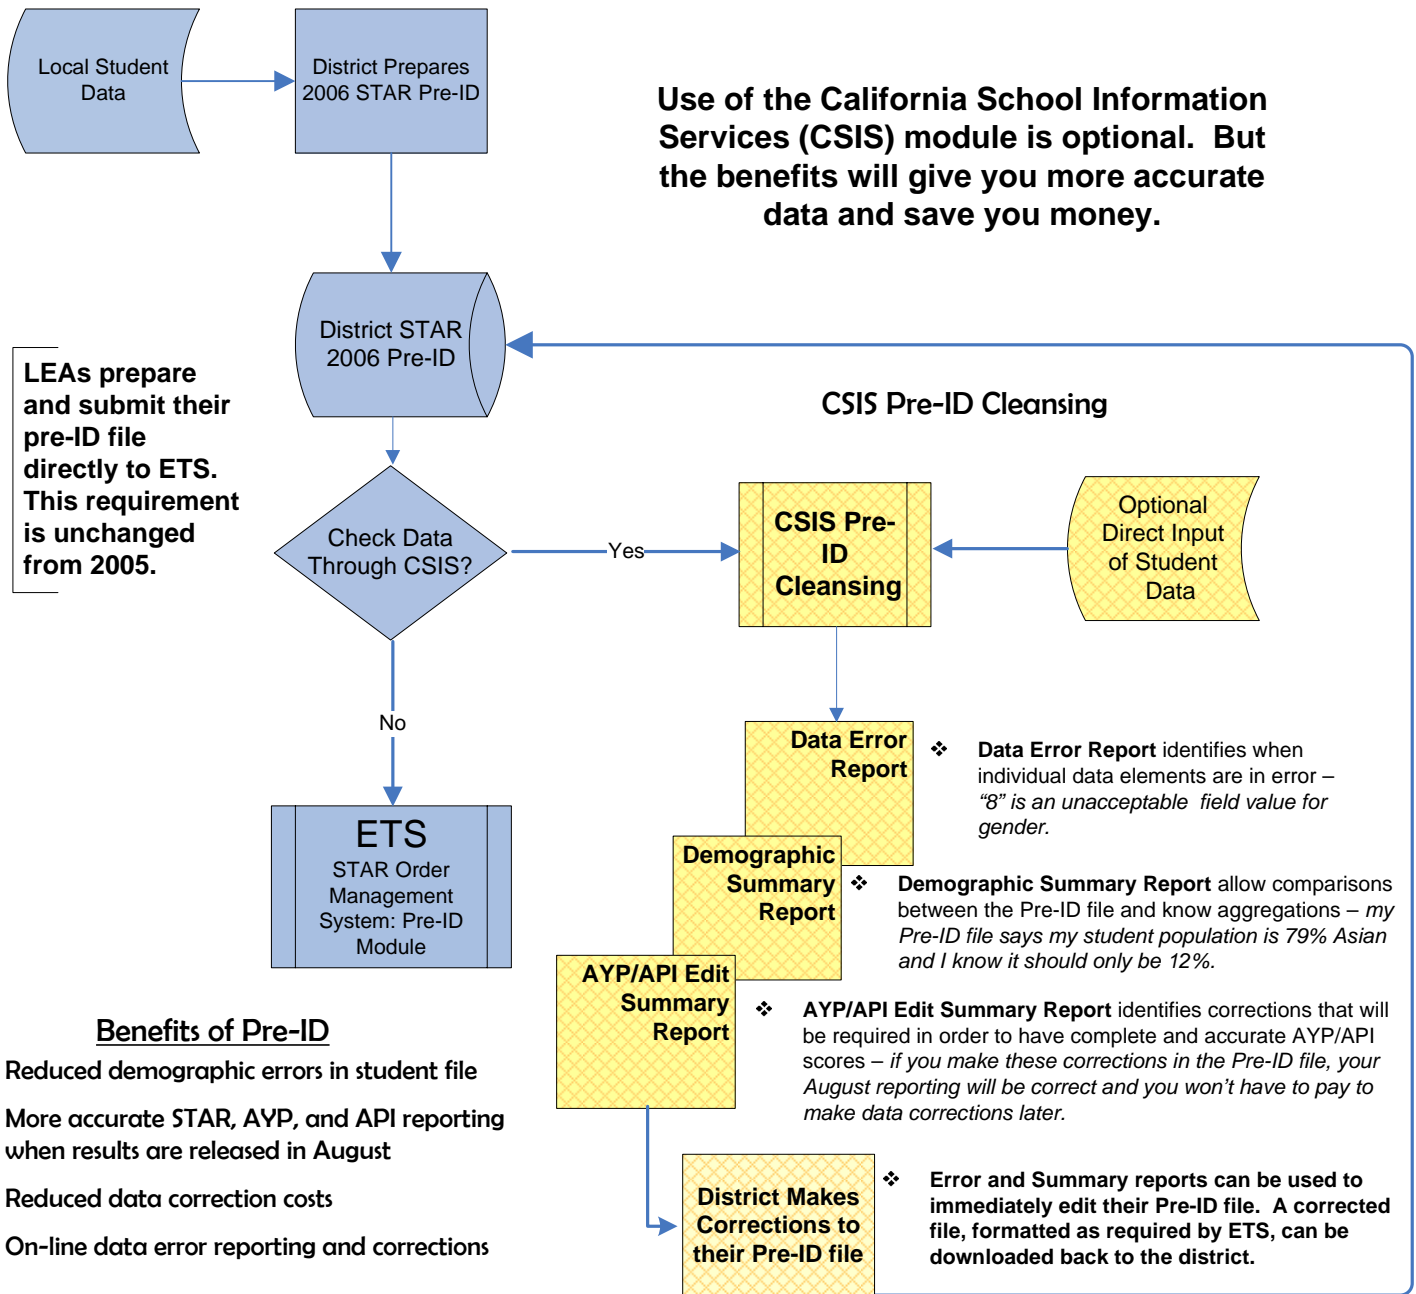 Local Student
Data
District Prepares
2006 STAR Pre-ID
Use of the California School Information
Services (CSIS) module is optional.  But
the benefits will give you more accurate
data and save you money.
District STAR
2006 Pre-ID
LEAs prepare
and submit their
pre-ID file
directly to ETS.
This requirement
is unchanged
from 2005.
CSIS Pre-ID Cleansing
Check Data
Through CSIS?
Yes
CSIS Pre-
ID
Cleansing
Optional
Direct Input
of Student
Data
No
ETS
STAR Order
Management
System: Pre-ID
Module
Data Error
Report
❖ Data Error Report identifies when
individual data elements are in error –
“8” is an unacceptable  field value for
gender.
Demographic
Summary
Report
❖ Demographic Summary Report allow comparisons
between the Pre-ID file and know aggregations – my
Pre-ID file says my student population is 79% Asian
and I know it should only be 12%.
AYP/API Edit
Summary
Report
❖ AYP/API Edit Summary Report identifies corrections that will
be required in order to have complete and accurate AYP/API
scores – if you make these corrections in the Pre-ID file, your
August reporting will be correct and you won’t have to pay to
make data corrections later.
District Makes
Corrections to
their Pre-ID file
❖ Error and Summary reports can be used to
immediately edit their Pre-ID file.  A corrected
file, formatted as required by ETS, can be
downloaded back to the district.
Benefits of Pre-ID
Reduced demographic errors in student file
More accurate STAR, AYP, and API reporting
when results are released in August
Reduced data correction costs
On-line data error reporting and corrections